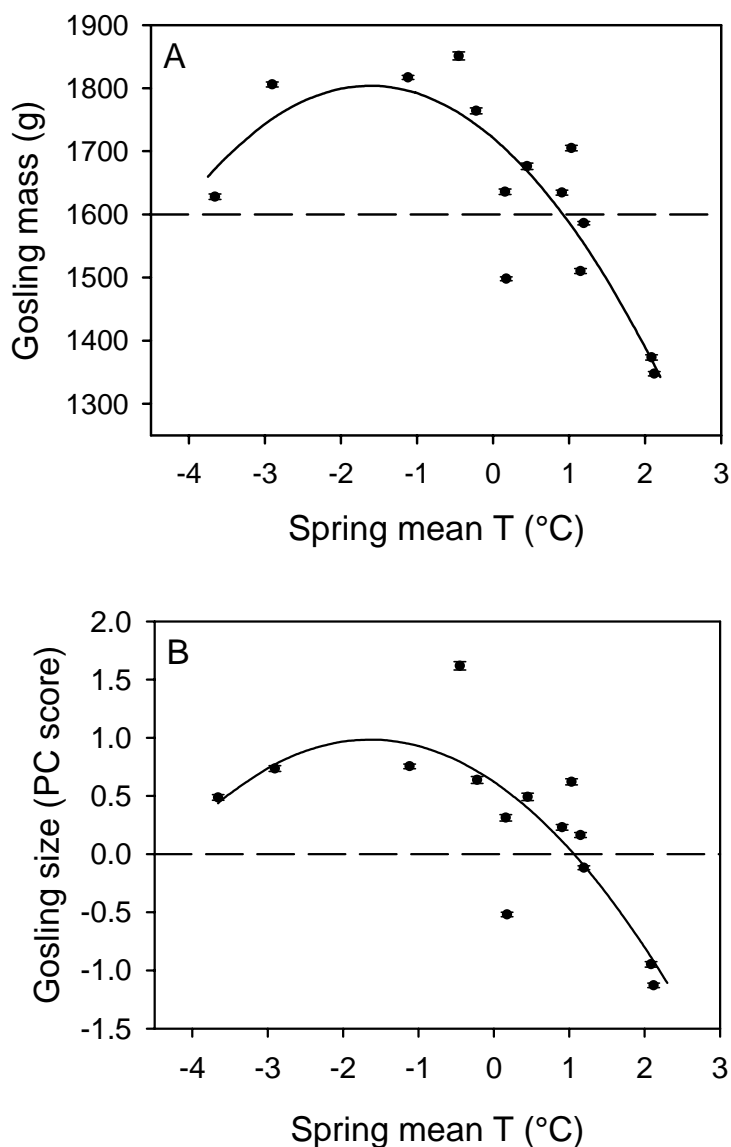 A
Gosling mass (g)
1900
1800
1700
1600
1500
1400
1300
-4 -3 -2 -1 0 1 2 3
Spring mean T (°C)
B
Gosling size (PC score)
2.0
1.5
1.0
0.5
0.0
-0.5
-1.0
-1.5
-4 -3 -2 -1 0 1 2 3
Spring mean T (°C)